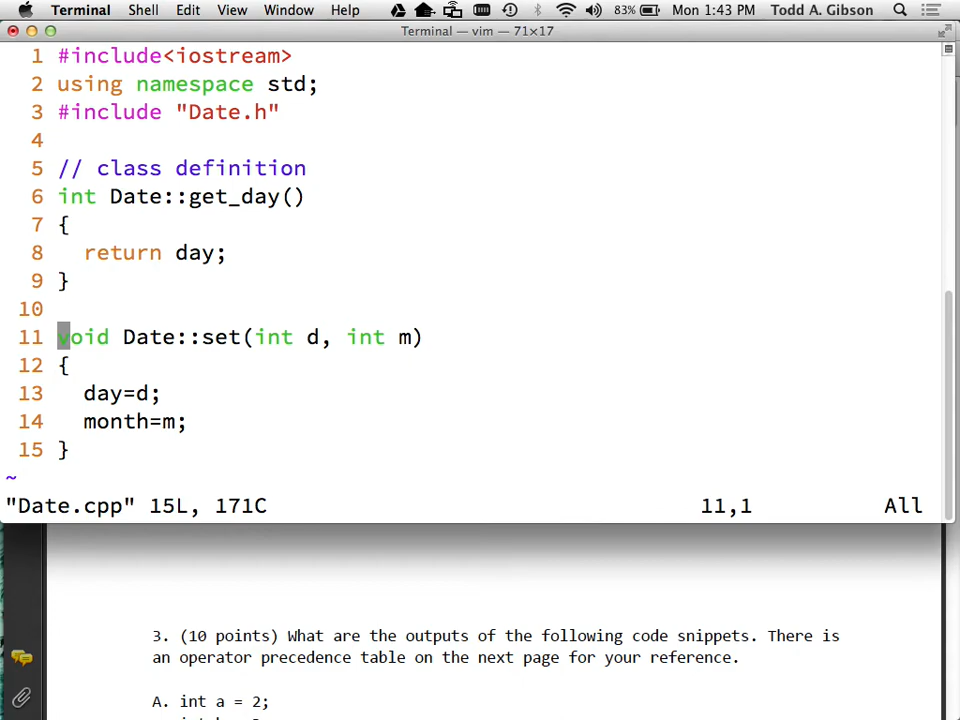 Terminal Shell Edit View Window Help 83% Mon 1:43 PM Todd A. Gibson
Terminal — vim — 71×17
1 #include<iostream>
2 using namespace std;
3 #include "Date.h"
4
5 // class definition
6 int Date::get_day()
7 {
8   return day;
9 }
10
11 void Date::set(int d, int m)
12 {
13   day=d;
14   month=m;
15 }
~
"Date.cpp" 15L, 171C 11,1 All
3. (10 points) What are the outputs of the following code snippets. There is
an operator precedence table on the next page for your reference.
A. int a = 2;